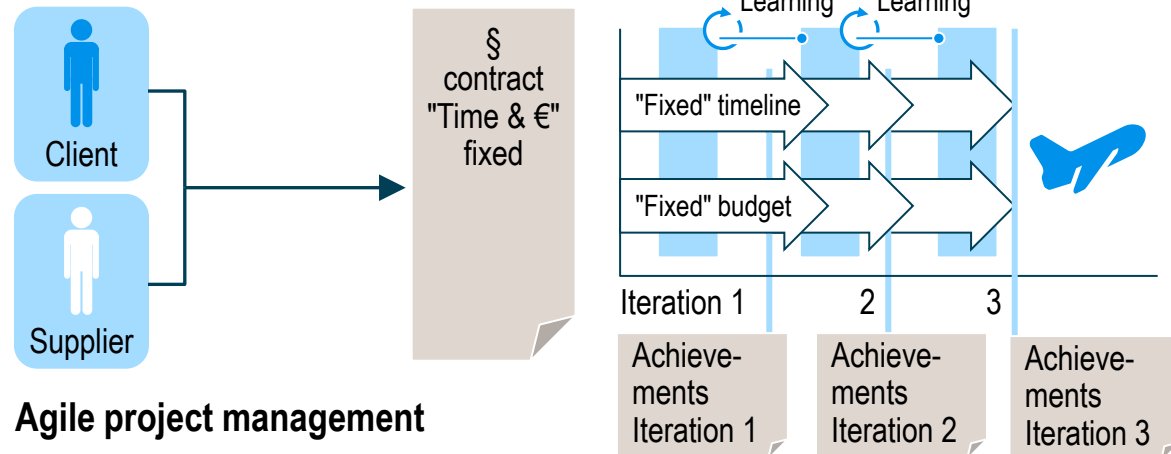 Client
Supplier
§
contract
"Time & €"
fixed
Learning Learning
"Fixed" timeline
"Fixed" budget
Iteration 1 2 3
Achieve-
ments
Iteration 1
Achieve-
ments
Iteration 2
Achieve-
ments
Iteration 3
Agile project management